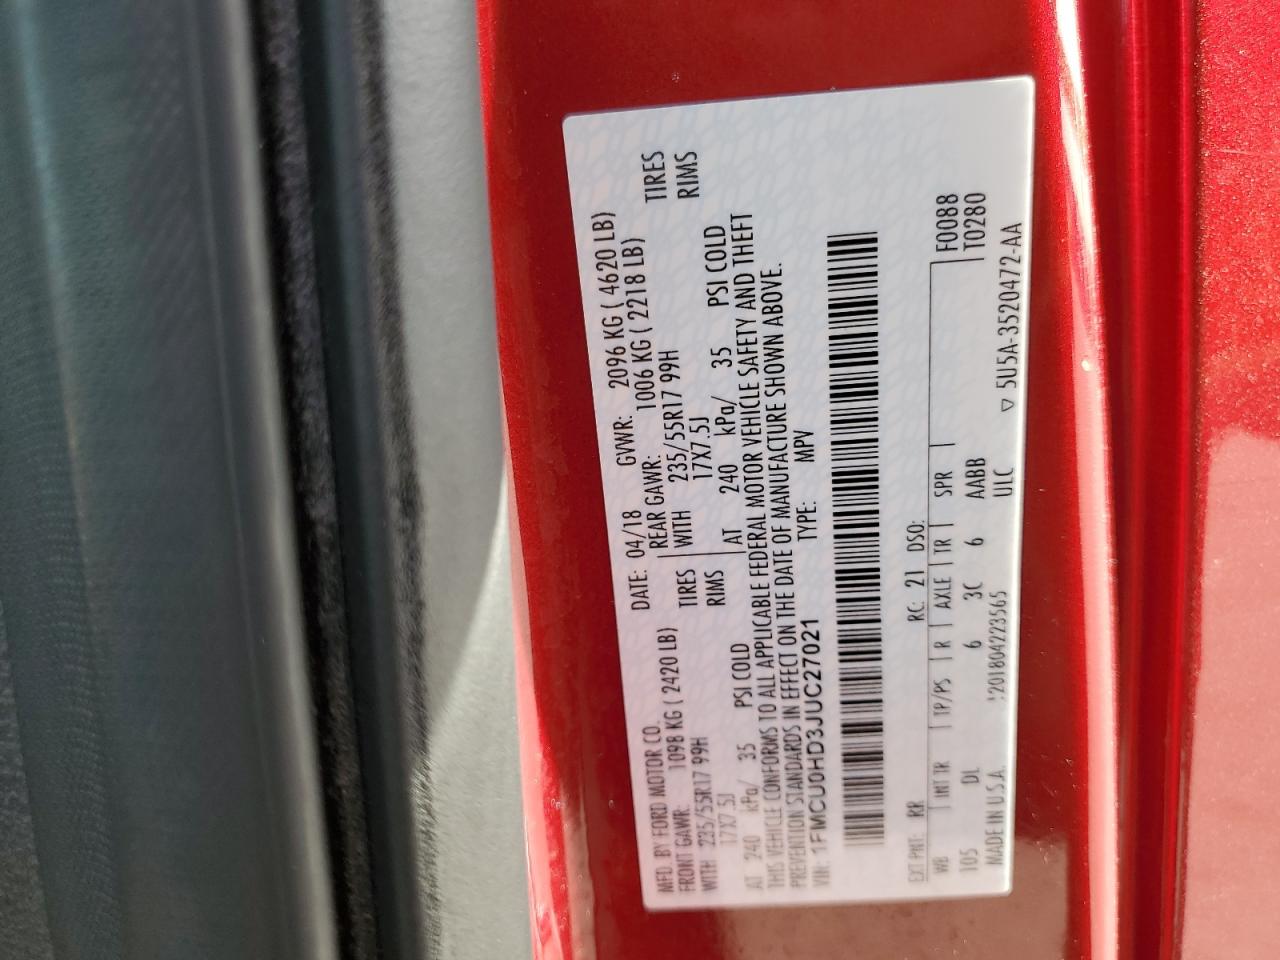 MFD. BY FORD MOTOR CO.
DATE: 04/18 GVWR: 2096 KG ( 4620 LB)
FRONT GAWR: 1098 KG ( 2420 LB) REAR GAWR: 1006 KG ( 2218 LB)
WITH 235/55R17 99H TIRES WITH 235/55R17 99H TIRES
17X7.5J RIMS 17X7.5J RIMS
AT 240 kPa/ 35 PSI COLD AT 240 kPa/ 35 PSI COLD
THIS VEHICLE CONFORMS TO ALL APPLICABLE FEDERAL MOTOR VEHICLE SAFETY AND THEFT
PREVENTION STANDARDS IN EFFECT ON THE DATE OF MANUFACTURE SHOWN ABOVE.
VIN: 1FMCU0HD3JUC27021 TYPE: MPV
EXT PNT: RR RC: 21 DSO: F0088
WB INT TR TP/PS R AXLE TR SPR T0280
105 DL 6 3C 6 AABB
MADE IN U.S.A. 201804223565 ULC ▽ 5U5A-3520472-AA